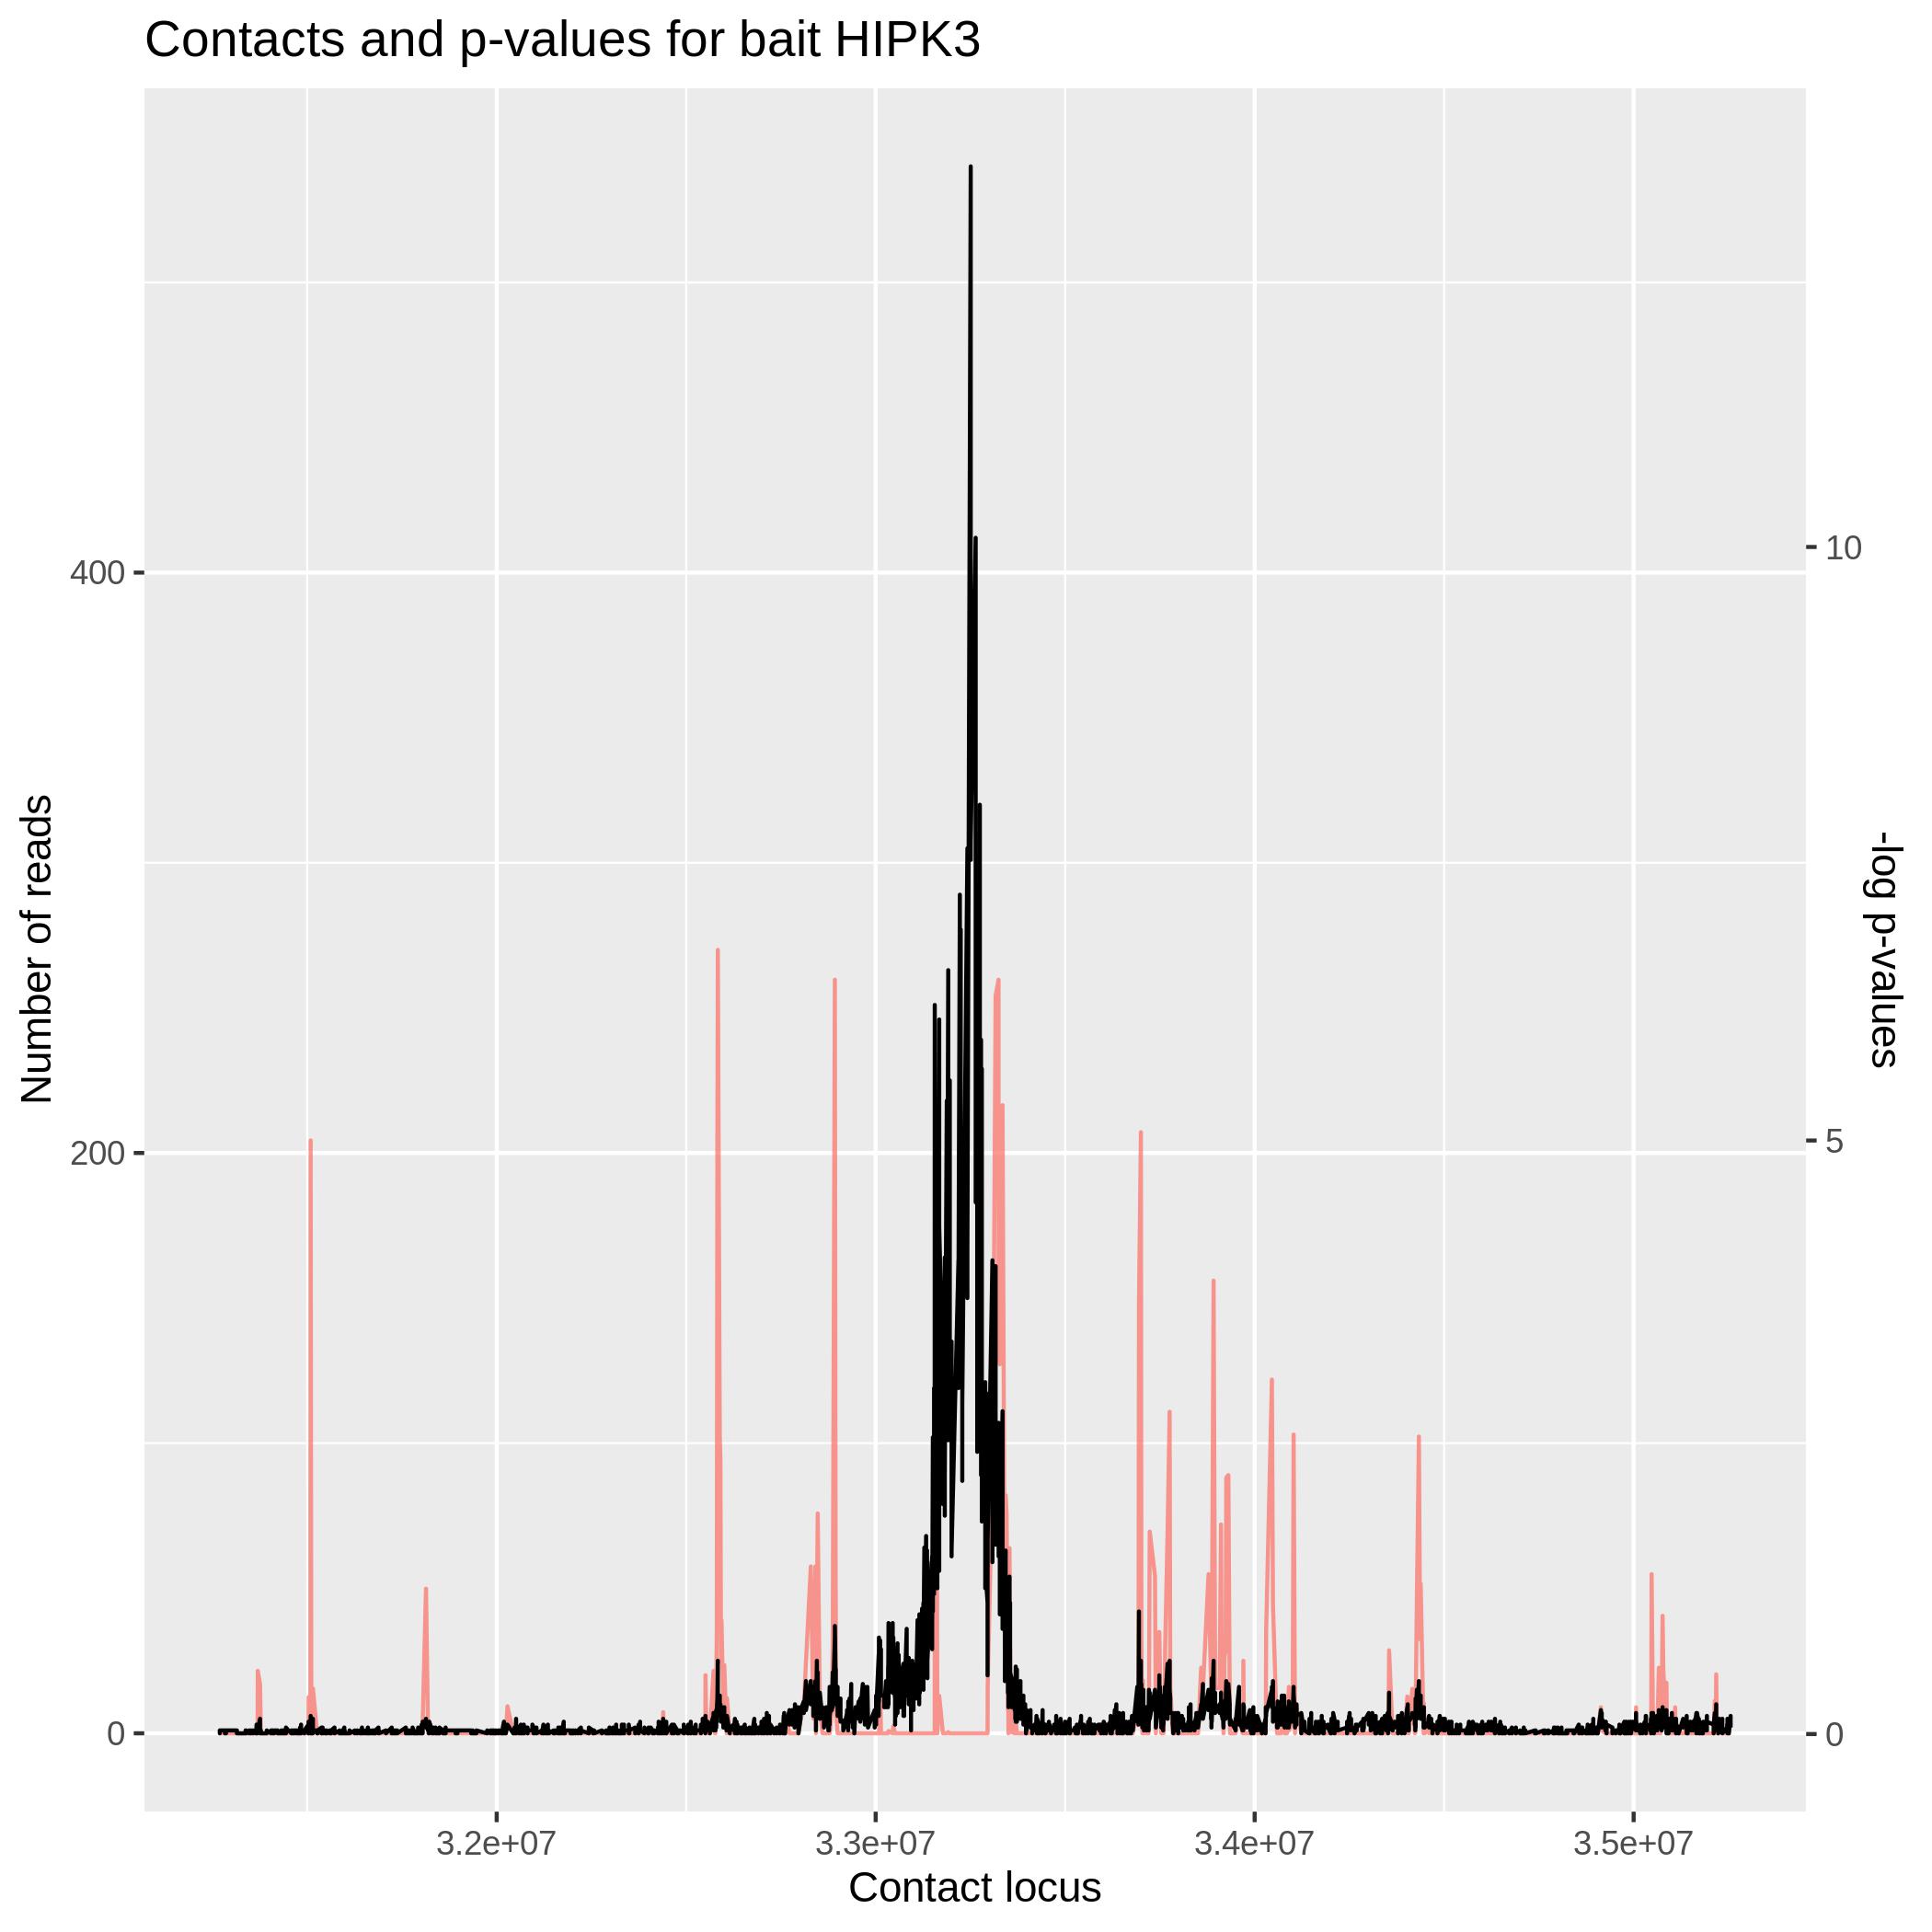 Contacts and p-values for bait HIPK3
Number of reads
400
200
0
10
5
0
-log p-values
3.2e+07
3.3e+07
3.4e+07
3.5e+07
Contact locus